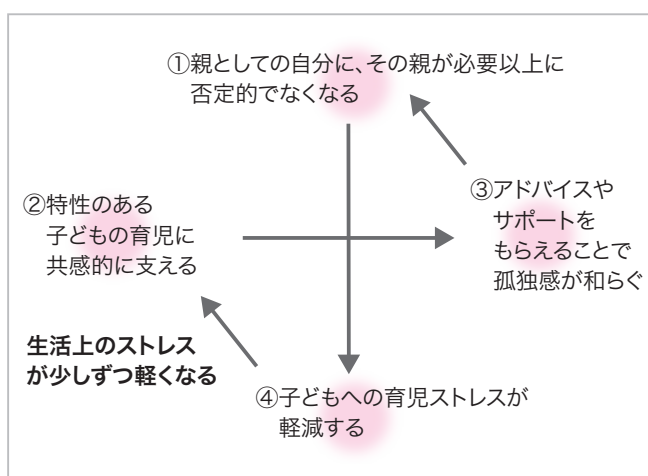 ①親としての自分に、その親が必要以上に
否定的でなくなる
②特性のある
子どもの育児に
共感的に支える
③アドバイスや
サポートを
もらえることで
孤独感が和らぐ
生活上のストレス
が少しずつ軽くなる
④子どもへの育児ストレスが
軽減する